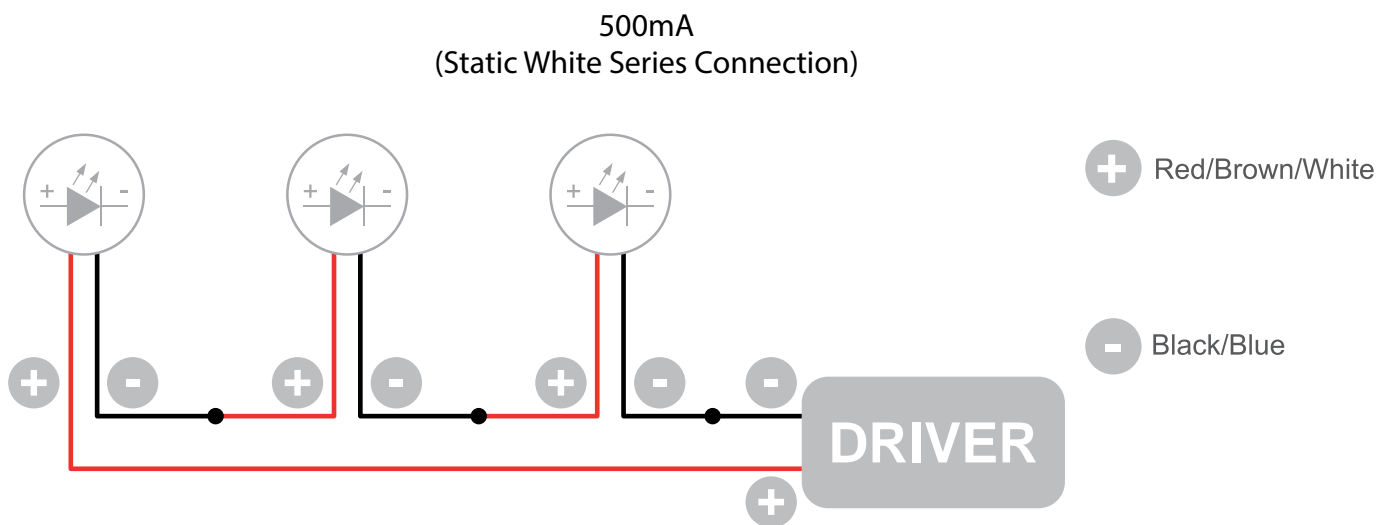 500mA
(Static White Series Connection)
+ -
+ -
+ -
+ Red/Brown/White
- Black/Blue
+ - + - + - -
DRIVER
+